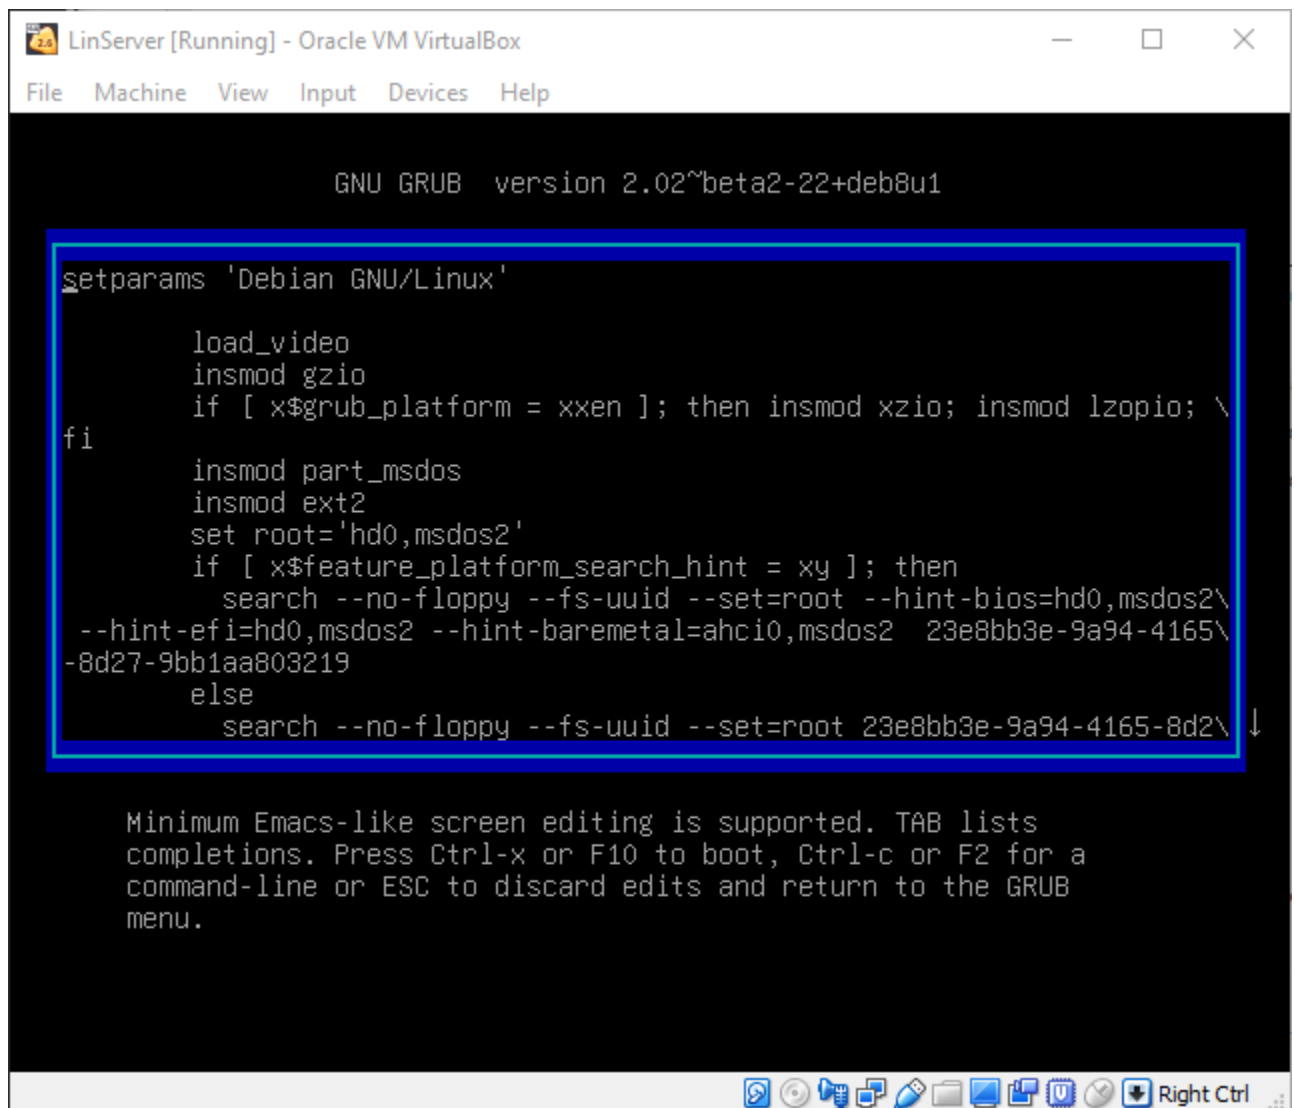 LinServer [Running] - Oracle VM VirtualBox
File Machine View Input Devices Help
GNU GRUB version 2.02~beta2-22+deb8u1
setparams 'Debian GNU/Linux'
load_video
insmod gzio
if [ x$grub_platform = xxen ]; then insmod xzio; insmod lzopio; \
fi
insmod part_msdos
insmod ext2
set root='hd0,msdos2'
if [ x$feature_platform_search_hint = xy ]; then
search --no-floppy --fs-uuid --set=root --hint-bios=hd0,msdos2\
--hint-efi=hd0,msdos2 --hint-baremetal=ahci0,msdos2 23e8bb3e-9a94-4165\
-8d27-9bb1aa803219
else
search --no-floppy --fs-uuid --set=root 23e8bb3e-9a94-4165-8d2\ ↓
Minimum Emacs-like screen editing is supported. TAB lists
completions. Press Ctrl-x or F10 to boot, Ctrl-c or F2 for a
command-line or ESC to discard edits and return to the GRUB
menu.
Right Ctrl